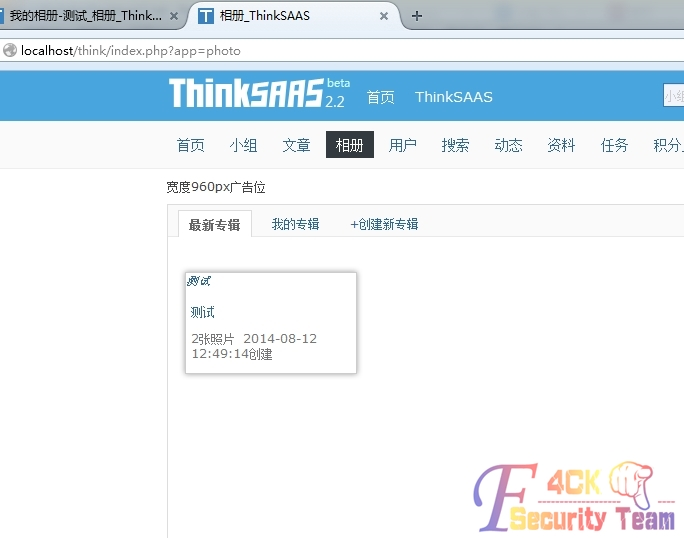 我的相册-测试_相册_Think...
相册_ThinkSAAS
localhost/think/index.php?app=photo
ThinkSAAS beta 2.2 首页 ThinkSAAS 小组
首页 小组 文章 相册 用户 搜索 动态 资料 任务 积分
宽度960px广告位
最新专辑 我的专辑 +创建新专辑
测试
测试
2张照片 2014-08-12
12:49:14创建
F4CK
Security Team